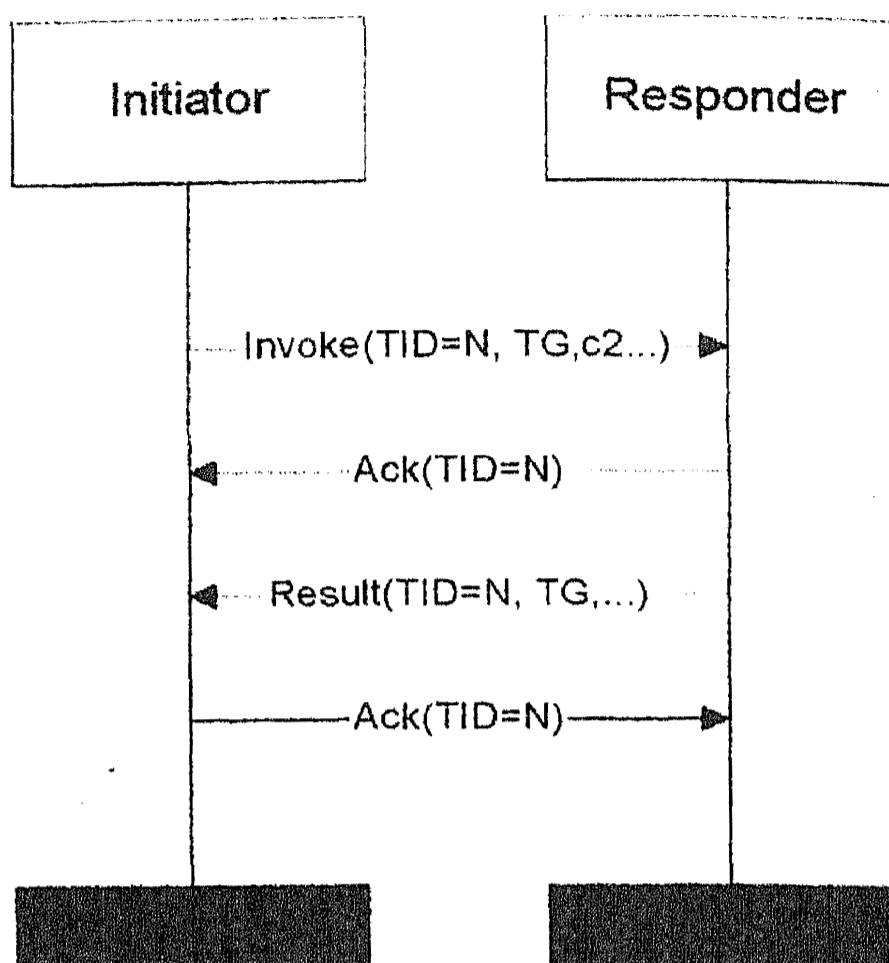 Initiator
Responder
Invoke(TID=N, TG,c2...)
Ack(TID=N)
Result(TID=N, TG,...)
Ack(TID=N)